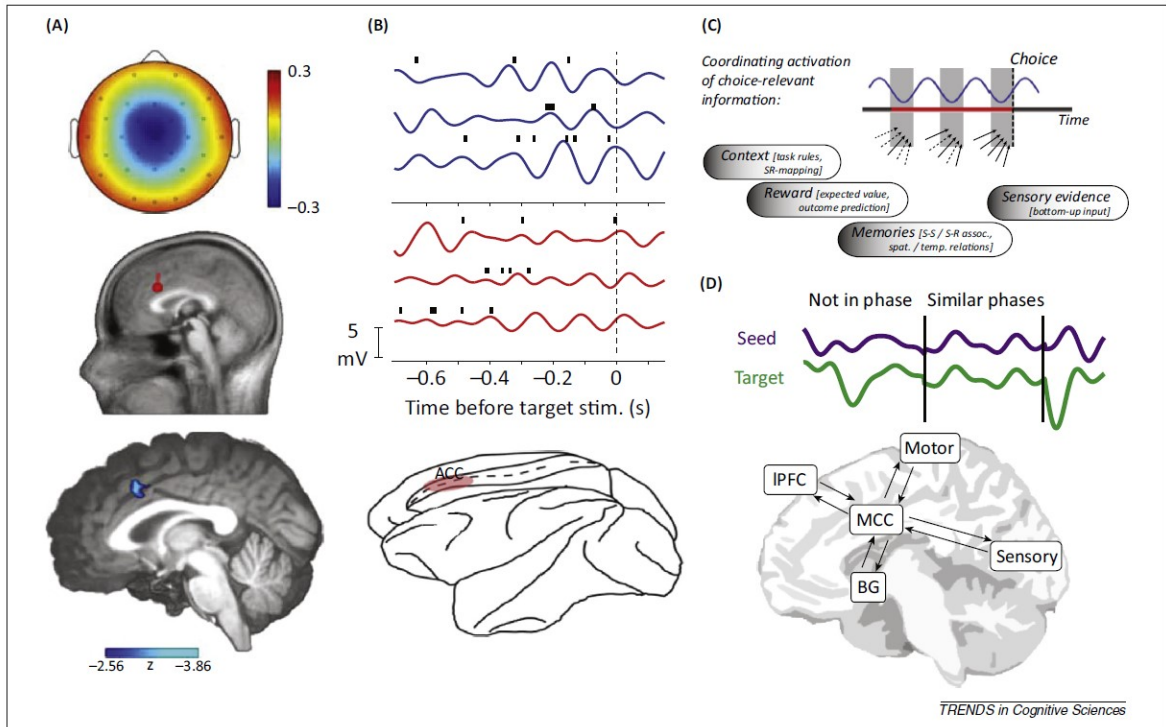 (A)
0.3
−0.3
−2.56 z −3.86
(B)
5
mV
−0.6 −0.4 −0.2 0
Time before target stim. (s)
ACC
(C)
Coordinating activation
of choice-relevant
information:
Choice
Time
Context [task rules,
SR-mapping]
Reward [expected value,
outcome prediction]
Sensory evidence
[bottom-up input]
Memories [S-S / S-R assoc.,
spat. / temp. relations]
(D)
Not in phase Similar phases
Seed
Target
Motor
lPFC
MCC
Sensory
BG
TRENDS in Cognitive Sciences